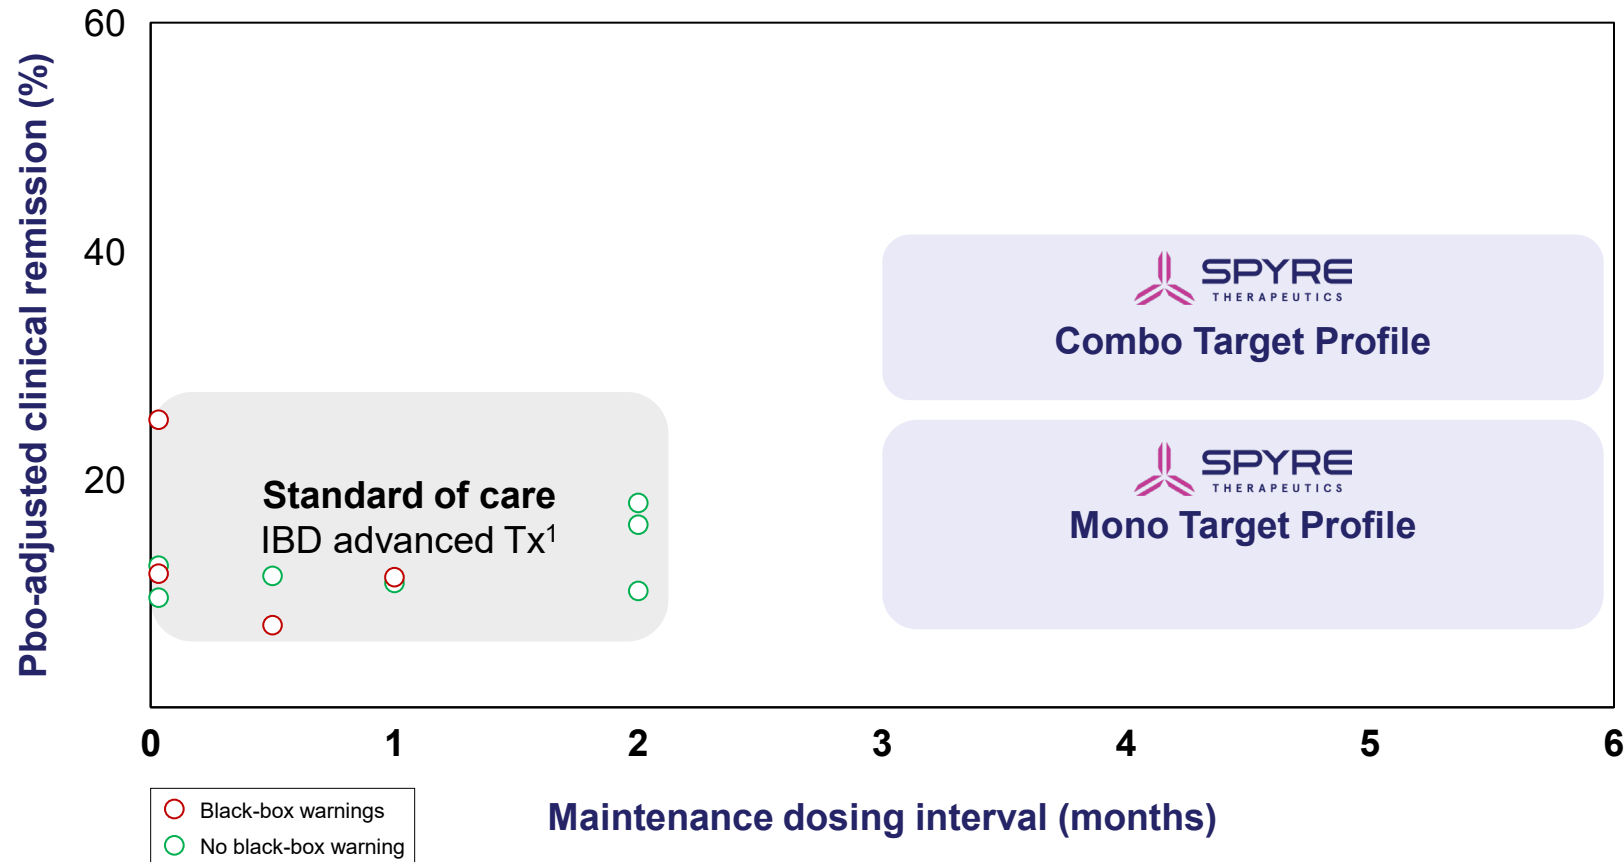 Pbo-adjusted clinical remission (%)
60
40
20
SPYRE
THERAPEUTICS
Combo Target Profile
SPYRE
THERAPEUTICS
Mono Target Profile
Standard of care
IBD advanced Tx¹
0 1 2 3 4 5 6
Maintenance dosing interval (months)
Black-box warnings
No black-box warning